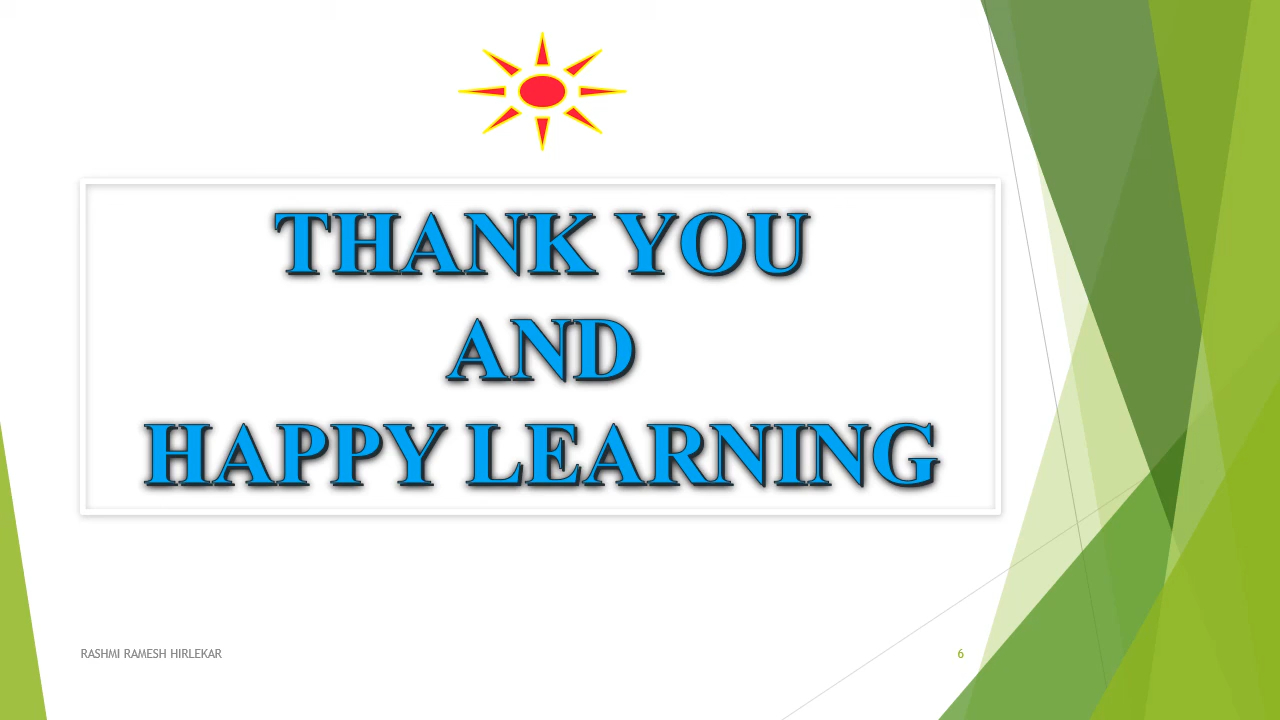 THANK YOU
AND
HAPPY LEARNING
RASHMI RAMESH HIRLEKAR
6